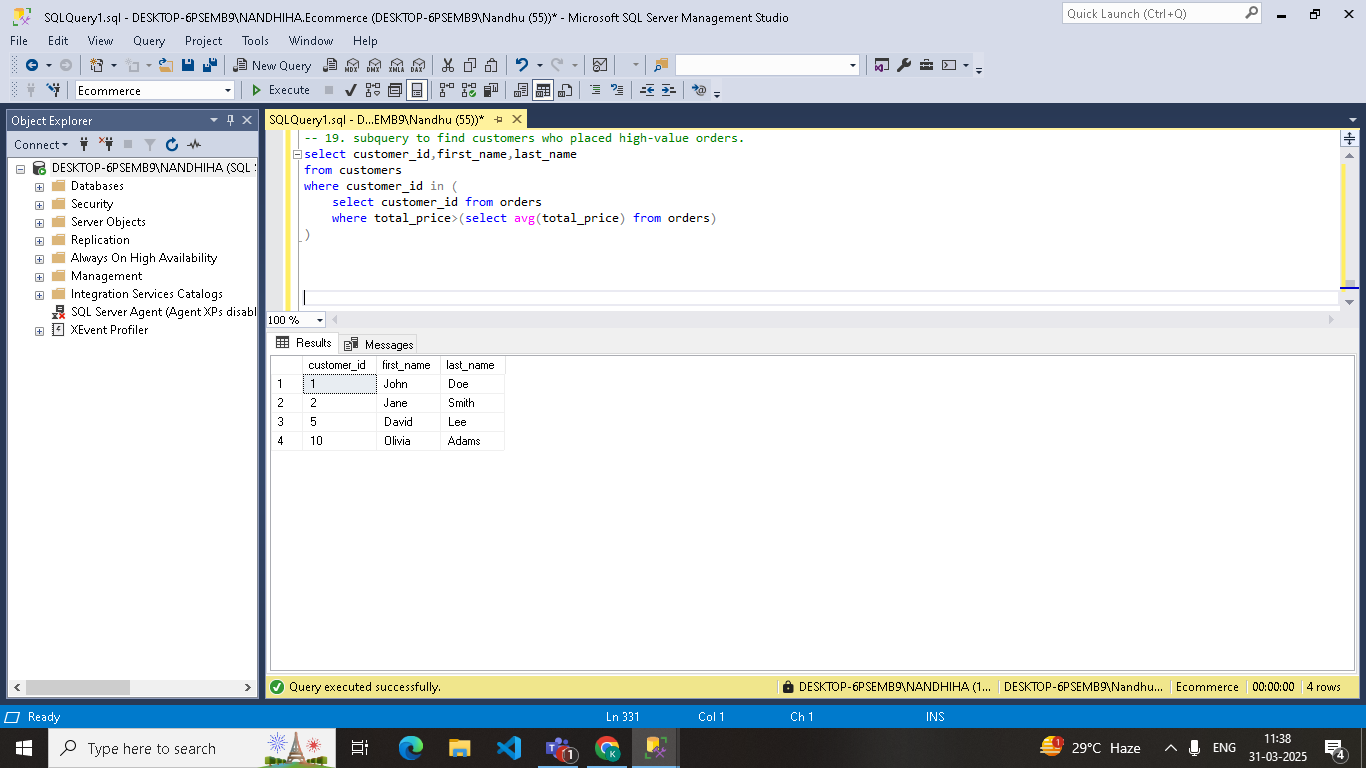 SQLQuery1.sql - DESKTOP-6PSEMB9\NANDHIHA.Ecommerce (DESKTOP-6PSEMB9\Nandhu (55))* - Microsoft SQL Server Management Studio
Quick Launch (Ctrl+Q)
File Edit View Query Project Tools Window Help
New Query MDX DMX XMLA DAX
Ecommerce Execute
Object Explorer
SQLQuery1.sql - D...EMB9\Nandhu (55))*
Connect
DESKTOP-6PSEMB9\NANDHIHA (SQL
Databases
Security
Server Objects
Replication
Always On High Availability
Management
Integration Services Catalogs
SQL Server Agent (Agent XPs disabl
XEvent Profiler
-- 19. subquery to find customers who placed high-value orders.
select customer_id,first_name,last_name
from customers
where customer_id in (
select customer_id from orders
where total_price>(select avg(total_price) from orders)
)
100 %
Results Messages
customer_id first_name last_name
1 1 John Doe
2 2 Jane Smith
3 5 David Lee
4 10 Olivia Adams
Query executed successfully. DESKTOP-6PSEMB9\NANDHIHA (1... DESKTOP-6PSEMB9\Nandhu... Ecommerce 00:00:00 4 rows
Ready Ln 331 Col 1 Ch 1 INS
Type here to search 1 K 1 29°C Haze ENG 11:38 4
31-03-2025